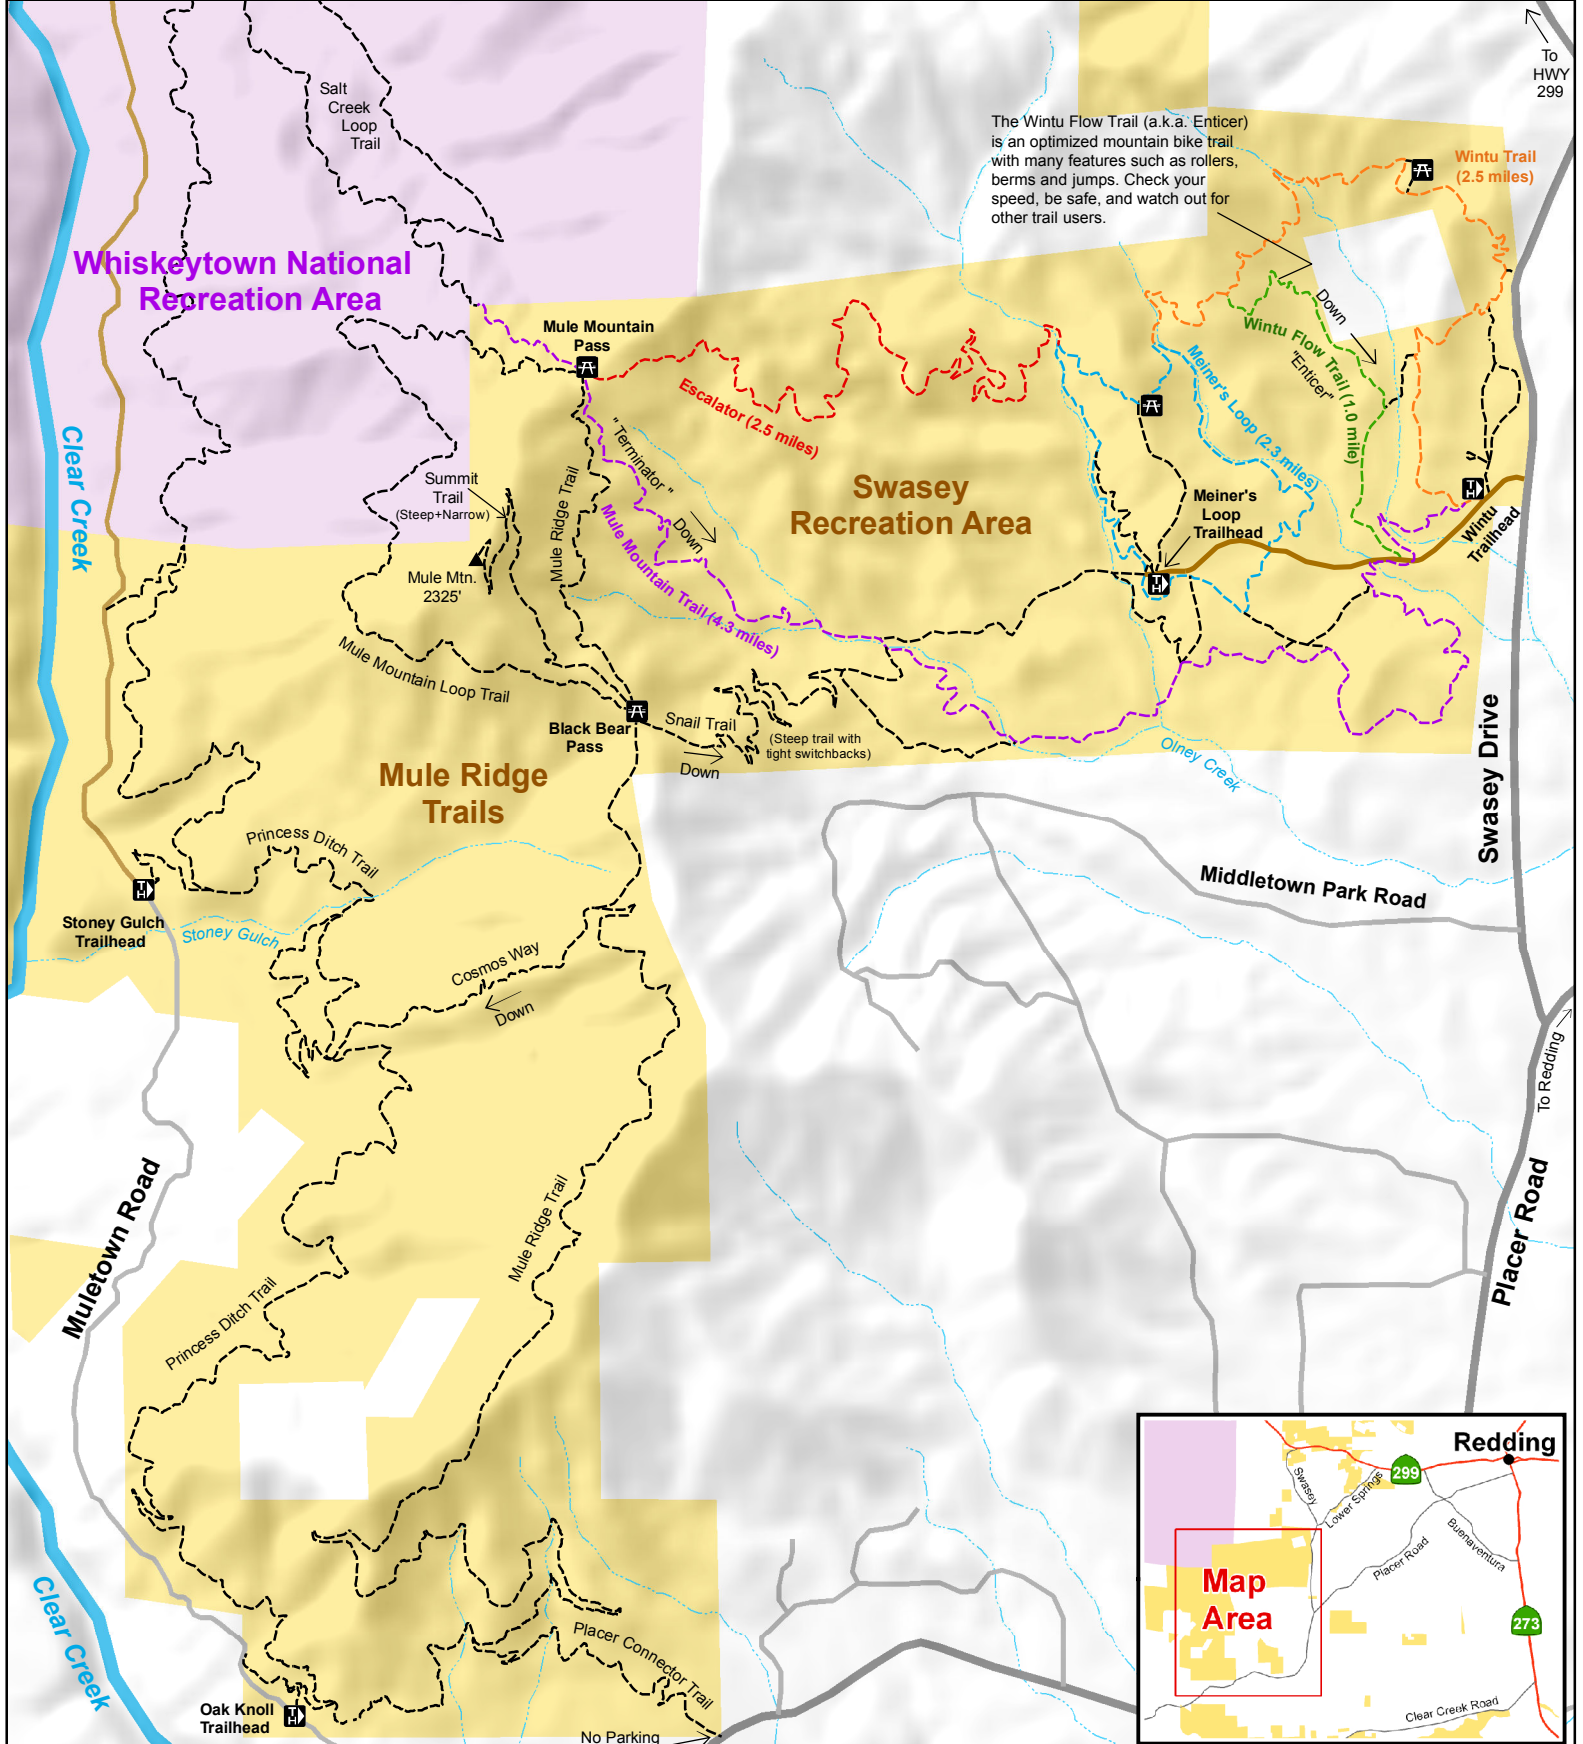 To
HWY
299
Salt
Creek
Loop
Trail
The Wintu Flow Trail (a.k.a. Enticer)
is an optimized mountain bike trail
with many features such as rollers,
berms and jumps. Check your
speed, be safe, and watch out for
other trail users.
Wintu Trail
(2.5 miles)
Whiskeytown National
Recreation Area
Mule Mountain
Pass
Down
Wintu Flow Trail (1.0 mile)
"Enticer"
Meiner's Loop (2.3 miles)
Escalator (2.5 miles)
"Terminator"
Clear Creek
Summit
Trail
(Steep+Narrow)
Mule Ridge Trail
Swasey
Recreation Area
Meiner's
Loop
Trailhead
TH
Wintu
Trailhead
Down
Mule Mountain Trail (4.3 miles)
Mule Mtn.
2325'
TH
Mule Mountain Loop Trail
Black Bear
Pass
Snail Trail
(Steep trail with
tight switchbacks)
Down
Olney Creek
Swasey Drive
Mule Ridge
Trails
Princess Ditch Trail
Middletown Park Road
TH
Stoney Gulch
Trailhead
Stoney Gulch
Cosmos Way
Down
To Redding
Muletown Road
Mule Ridge Trail
Placer Road
Princess Ditch Trail
Redding
299
Swasey
Lower Springs
Buenaventura
Placer Road
Map
Area
273
Clear Creek Road
Clear Creek
Placer Connector Trail
Oak Knoll
Trailhead
TH
No Parking